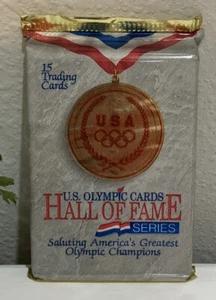 15
Trading
Cards
USA
U.S. OLYMPIC CARDS
HALL OF FAME
SERIES
Saluting America's Greatest
Olympic Champions